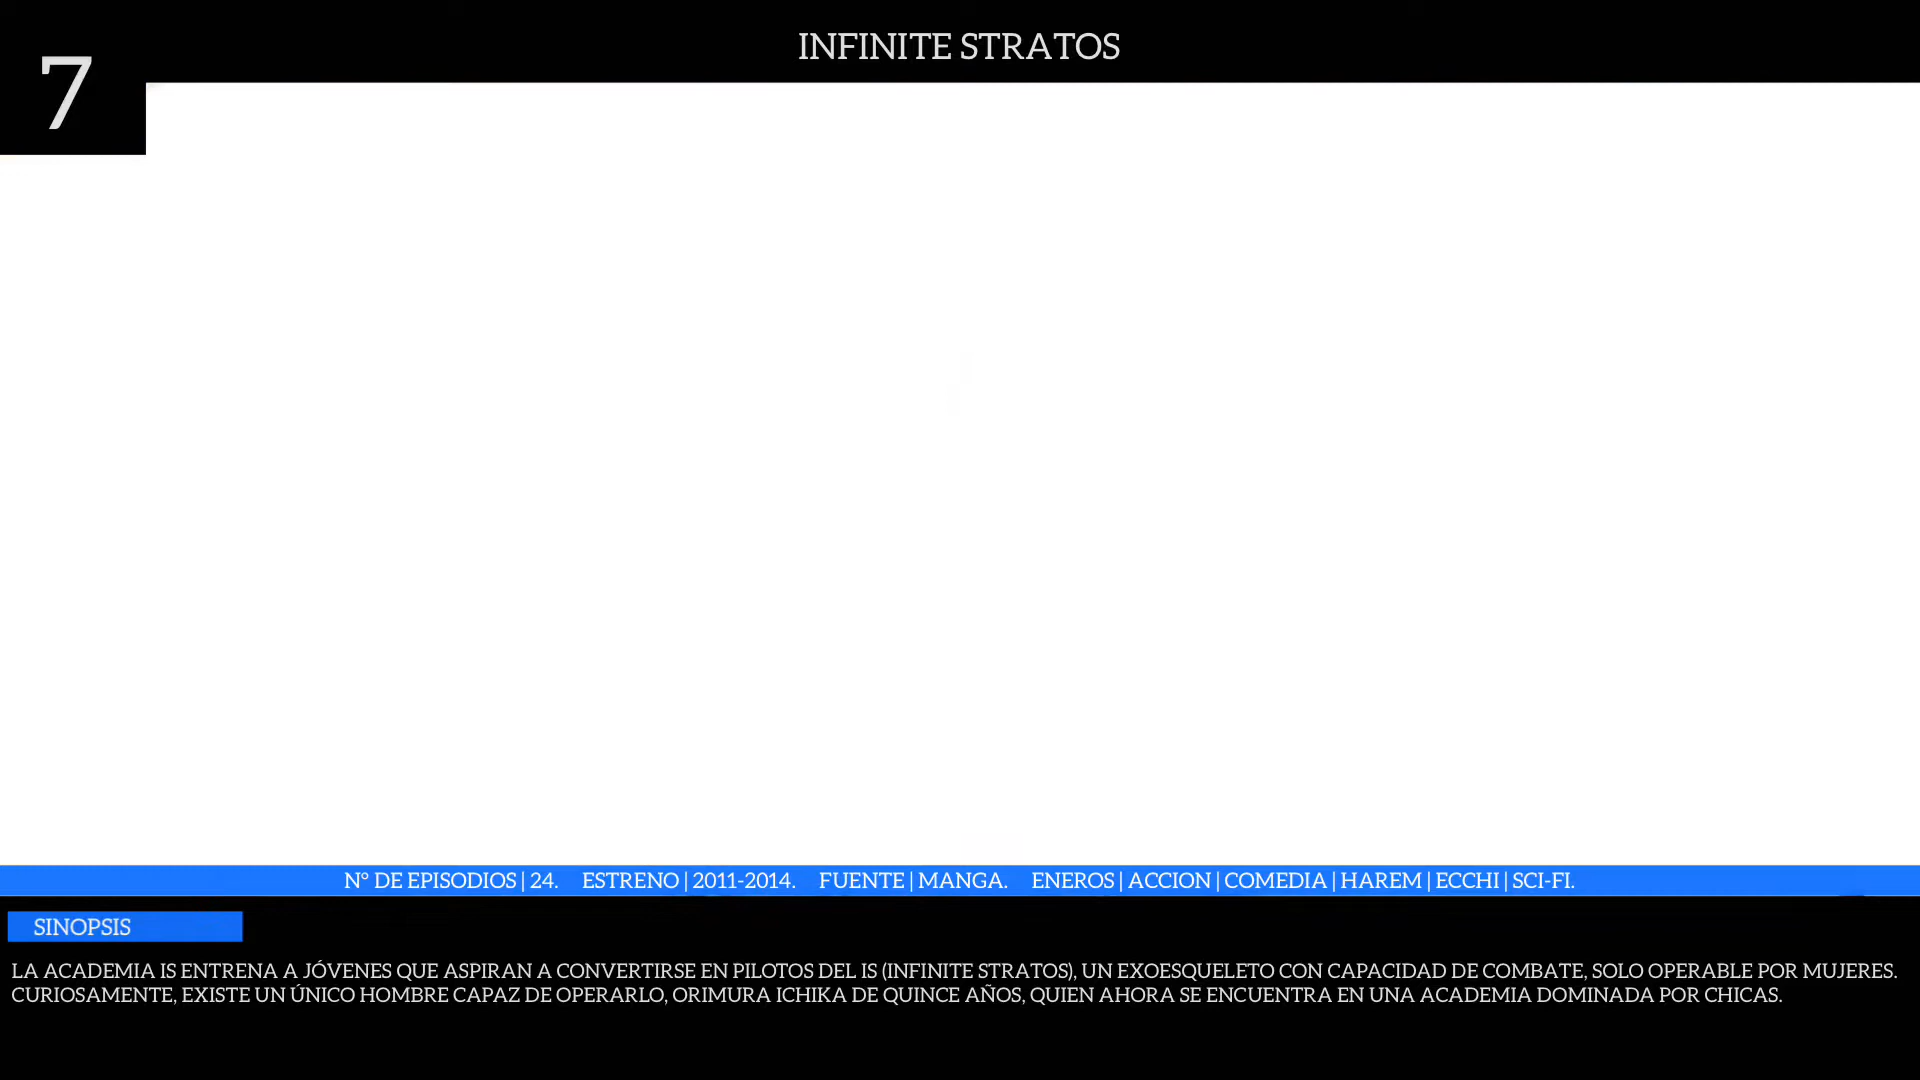 INFINITE STRATOS
7
N° DE EPISODIOS | 24. ESTRENO | 2011-2014. FUENTE | MANGA. ENEROS | ACCION | COMEDIA | HAREM | ECCHI | SCI-FI.
SINOPSIS
LA ACADEMIA IS ENTRENA A JÓVENES QUE ASPIRAN A CONVERTIRSE EN PILOTOS DEL IS (INFINITE STRATOS), UN EXOESQUELETO CON CAPACIDAD DE COMBATE, SOLO OPERABLE POR MUJERES.
CURIOSAMENTE, EXISTE UN ÚNICO HOMBRE CAPAZ DE OPERARLO, ORIMURA ICHIKA DE QUINCE AÑOS, QUIEN AHORA SE ENCUENTRA EN UNA ACADEMIA DOMINADA POR CHICAS.